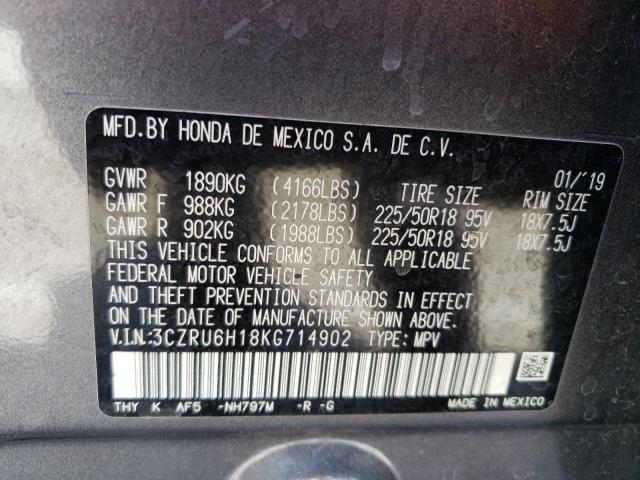 MFD.BY HONDA DE MEXICO S.A. DE C.V.
01/'19
GVWR 1890KG (4166LBS) TIRE SIZE RIM SIZE
GAWR F 988KG (2178LBS) 225/50R18 95V 18X7.5J
GAWR R 902KG (1988LBS) 225/50R18 95V 18X7.5J
THIS VEHICLE CONFORMS TO ALL APPLICABLE
FEDERAL MOTOR VEHICLE SAFETY
AND THEFT PREVENTION STANDARDS IN EFFECT
ON THE DATE OF MANUFACTURE SHOWN ABOVE.
V.I.N.:3CZRU6H18KG714902 TYPE: MPV
THY K AF5 -NH797M -R -G MADE IN MEXICO